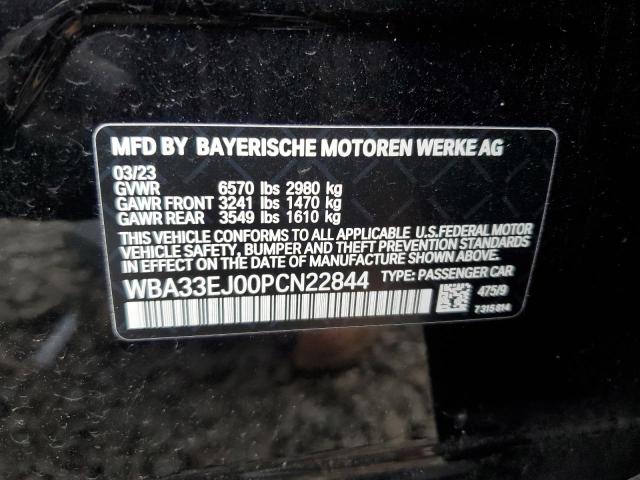 MFD BY BAYERISCHE MOTOREN WERKE AG
03/23
GVWR 6570 lbs 2980 kg
GAWR FRONT 3241 lbs 1470 kg
GAWR REAR 3549 lbs 1610 kg
THIS VEHICLE CONFORMS TO ALL APPLICABLE U.S.FEDERAL MOTOR
VEHICLE SAFETY, BUMPER AND THEFT PREVENTION STANDARDS
IN EFFECT ON THE DATE OF MANUFACTURE SHOWN ABOVE.
WBA33EJ00PCN22844 TYPE: PASSENGER CAR
475/9
7315814